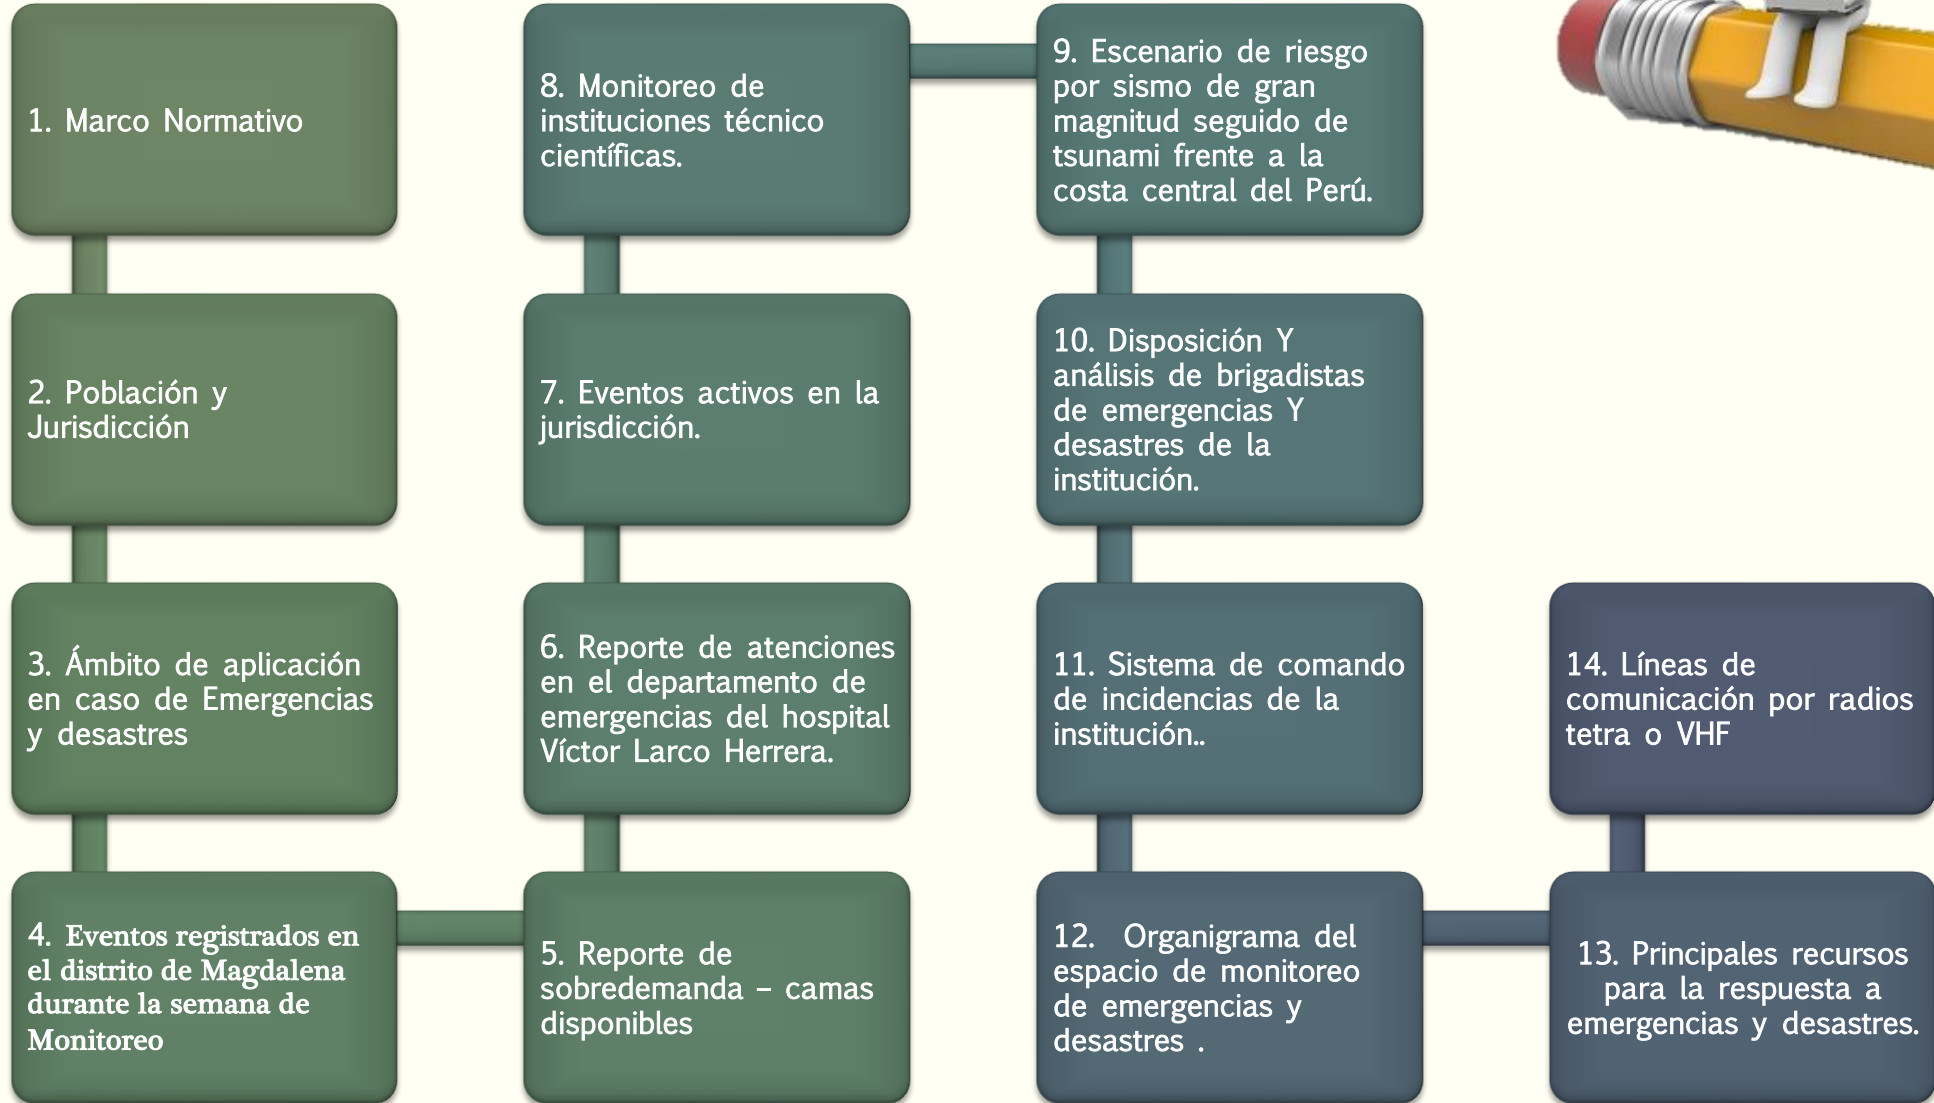 1. Marco Normativo
2. Población y
Jurisdicción
3. Ámbito de aplicación
en caso de Emergencias
y desastres
4. Eventos registrados en
el distrito de Magdalena
durante la semana de
Monitoreo
5. Reporte de
sobredemanda – camas
disponibles
6. Reporte de atenciones
en el departamento de
emergencias del hospital
Víctor Larco Herrera.
7. Eventos activos en la
jurisdicción.
8. Monitoreo de
instituciones técnico
científicas.
9. Escenario de riesgo
por sismo de gran
magnitud seguido de
tsunami frente a la
costa central del Perú.
10. Disposición Y
análisis de brigadistas
de emergencias Y
desastres de la
institución.
11. Sistema de comando
de incidencias de la
institución..
12. Organigrama del
espacio de monitoreo
de emergencias y
desastres .
13. Principales recursos
para la respuesta a
emergencias y desastres.
14. Líneas de
comunicación por radios
tetra o VHF